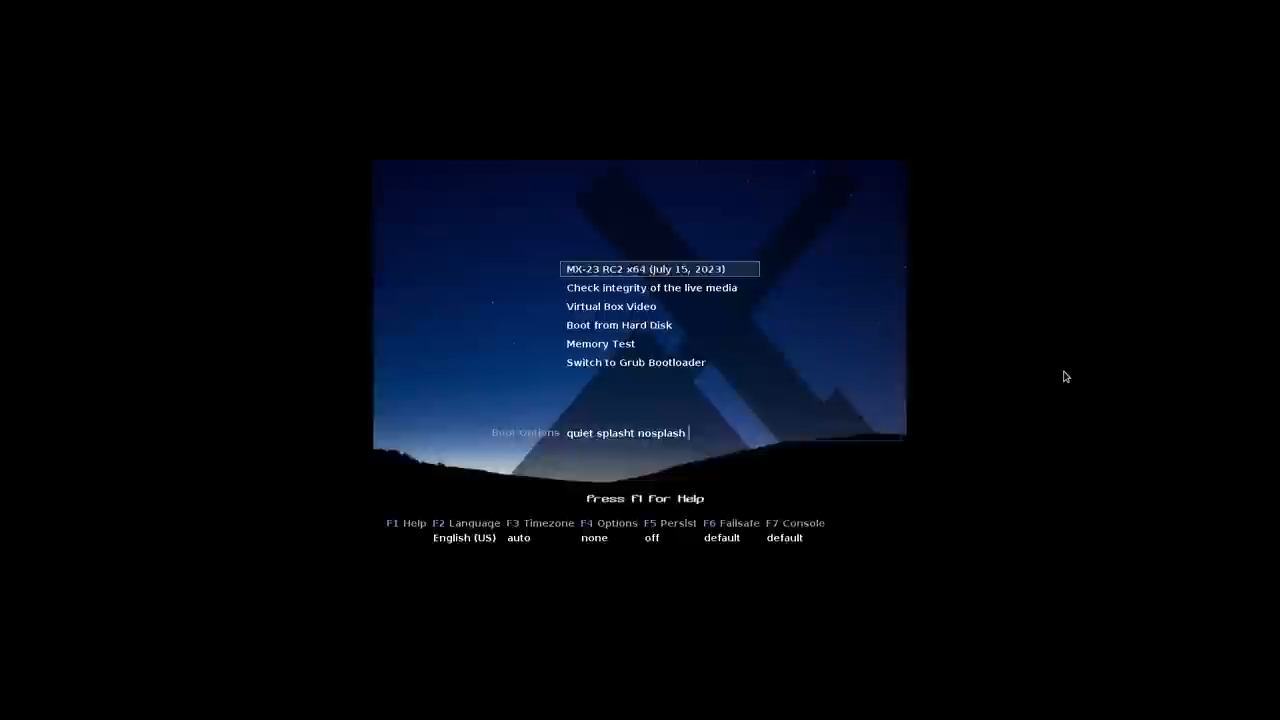 MX-23 RC2 x64 (July 15, 2023)
Check integrity of the live media
Virtual Box Video
Boot from Hard Disk
Memory Test
Switch to Grub Bootloader
Boot Options quiet splasht nosplash
Press F1 for Help
F1 Help F2 Language F3 Timezone F4 Options F5 Persist F6 Failsafe F7 Console
English (US) auto none off default default